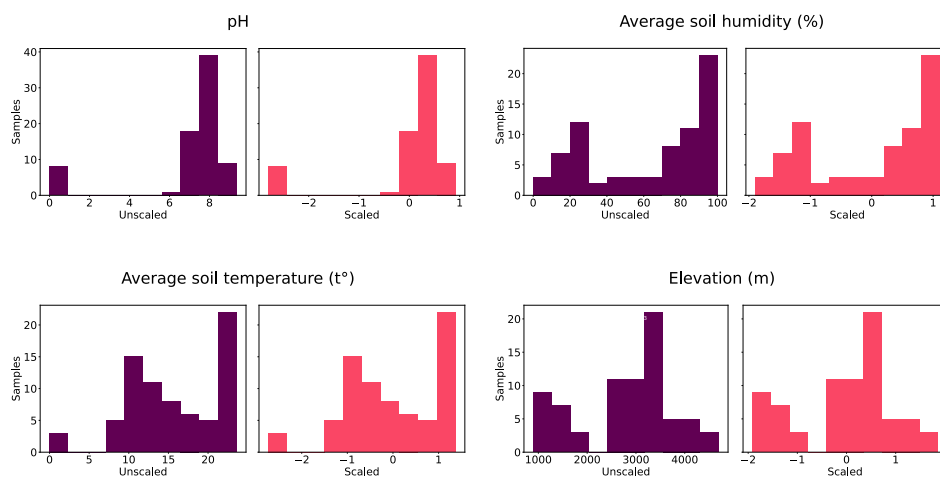 pH
Average soil humidity (%)
40
30
20
10
0
Samples
0 2 4 6 8
Unscaled
−2 −1 0 1
Scaled
20
15
10
5
0
Samples
0 20 40 60 80 100
Unscaled
−2 −1 0 1
Scaled
Average soil temperature (t°)
Elevation (m)
20
15
10
5
0
Samples
0 5 10 15 20
Unscaled
−2 −1 0 1
Scaled
20
15
10
5
0
Samples
1000 2000 3000 4000
Unscaled
−2 −1 0 1
Scaled